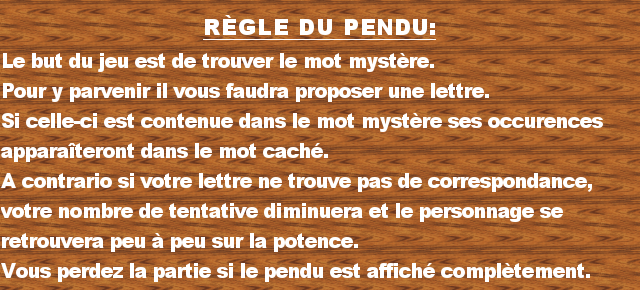 RÈGLE DU PENDU:
Le but du jeu est de trouver le mot mystère.
Pour y parvenir il vous faudra proposer une lettre.
Si celle-ci est contenue dans le mot mystère ses occurences
apparaîteront dans le mot caché.
A contrario si votre lettre ne trouve pas de correspondance,
votre nombre de tentative diminuera et le personnage se
retrouvera peu à peu sur la potence.
Vous perdez la partie si le pendu est affiché complètement.